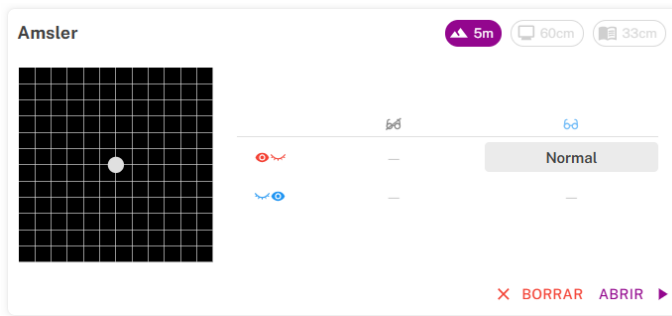 Amsler
5m
60cm
33cm
Normal
—
— —
BORRAR ABRIR